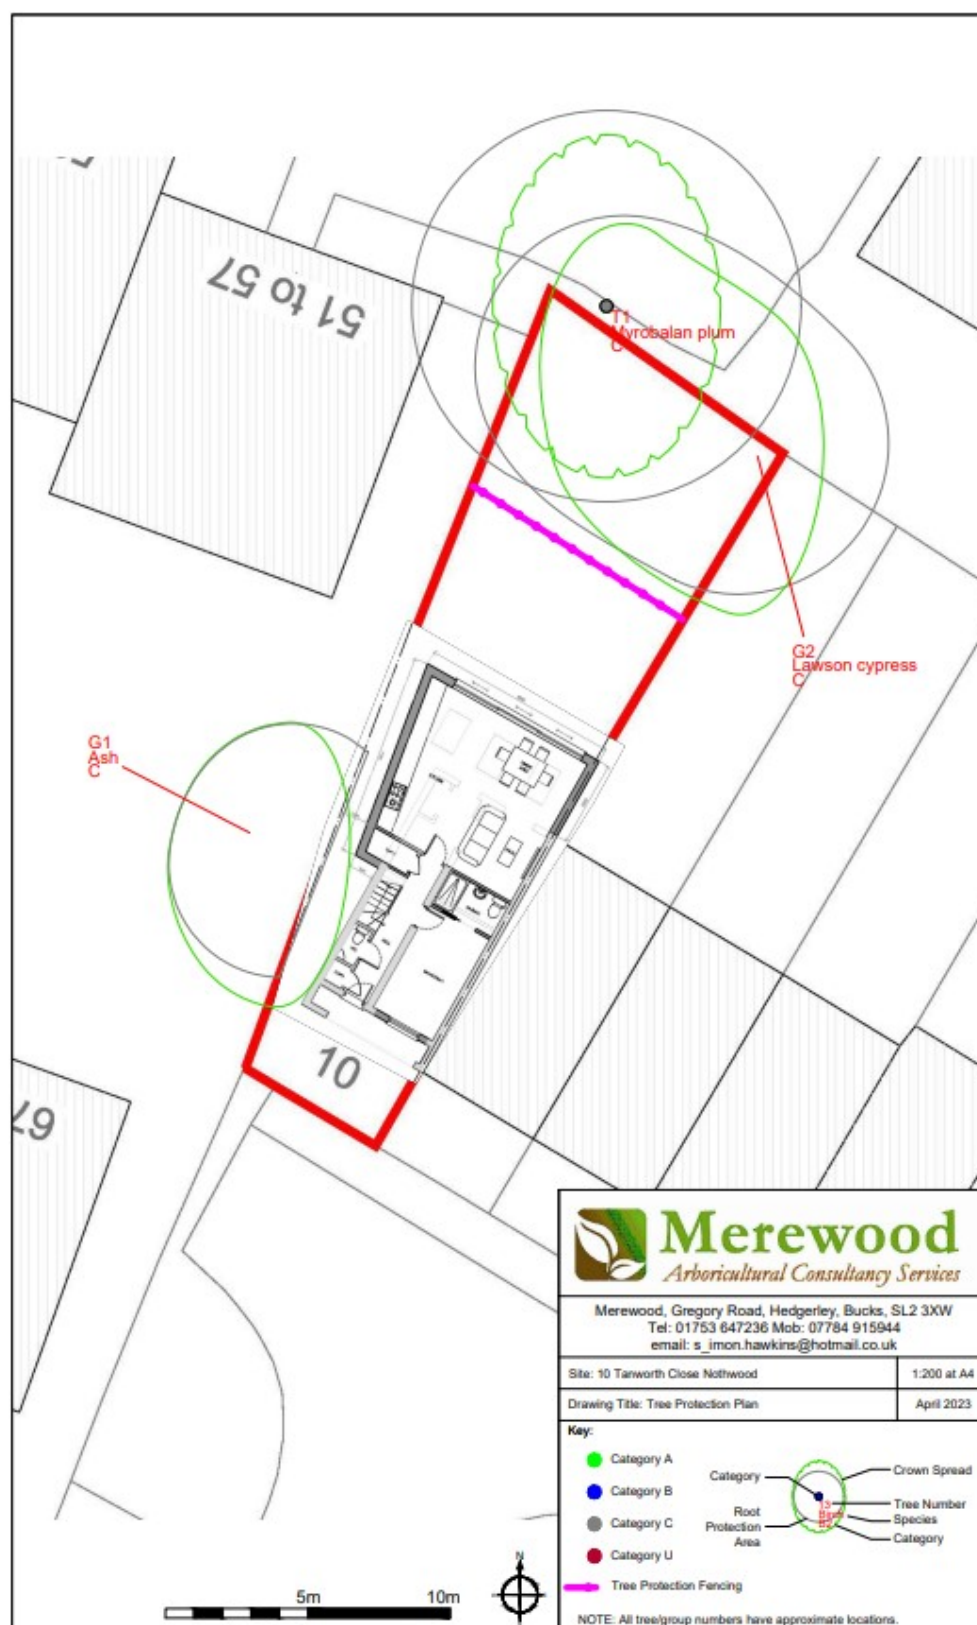 51 to 57
T1
Myrobalan plum
C
G2
Lawson cypress
C
G1
Ash
C
10
67
Merewood
Arboricultural Consultancy Services
Merewood, Gregory Road, Hedgerley, Bucks, SL2 3XW
Tel: 01753 647236 Mob: 07784 915944
email: s_imon.hawkins@hotmail.co.uk
Site: 10 Tanworth Close Nothwood
1:200 at A4
Drawing Title: Tree Protection Plan
April 2023
Key:
Category A
Category B
Category C
Category U
Tree Protection Fencing
Category
Root
Protection
Area
Crown Spread
Tree Number
Species
Category
N
5m
10m
NOTE: All tree/group numbers have approximate locations.